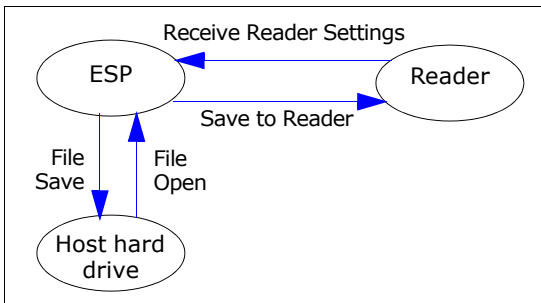 Receive Reader Settings
ESP
Reader
Save to Reader
File
Save
File
Open
Host hard
drive